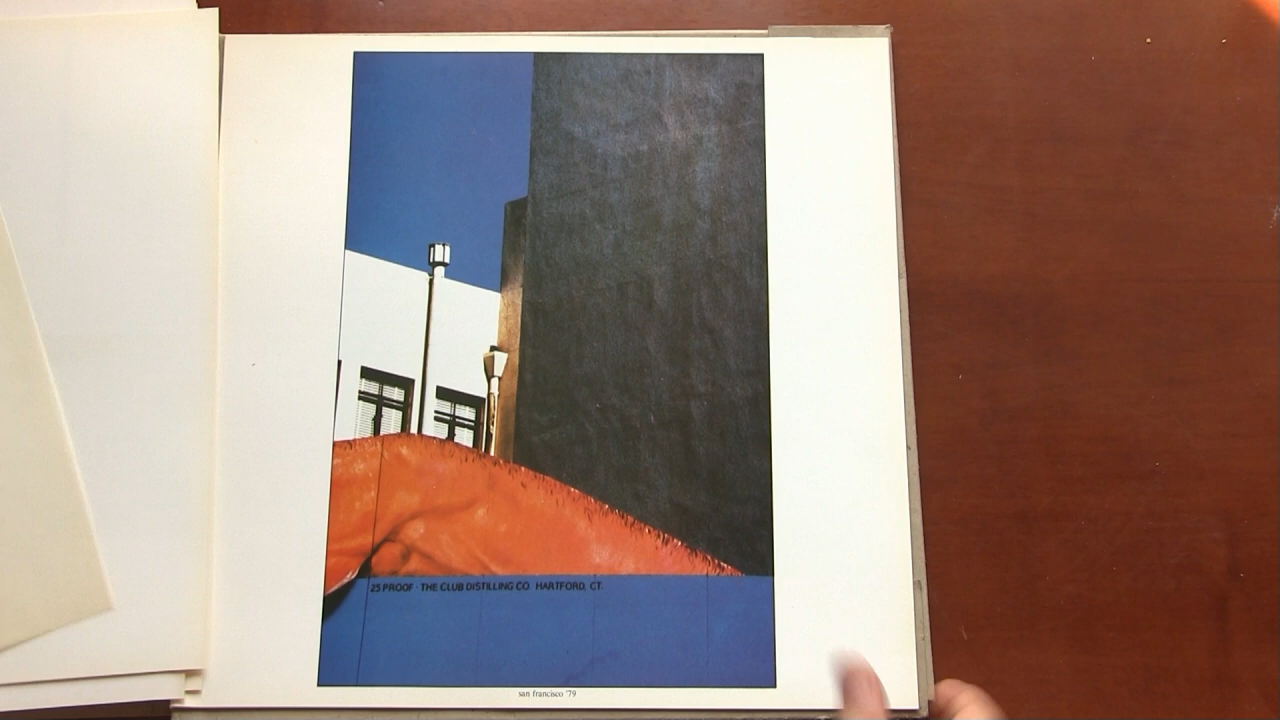 25 PROOF · THE CLUB DISTILLING CO. HARTFORD, CT.
san francisco '79